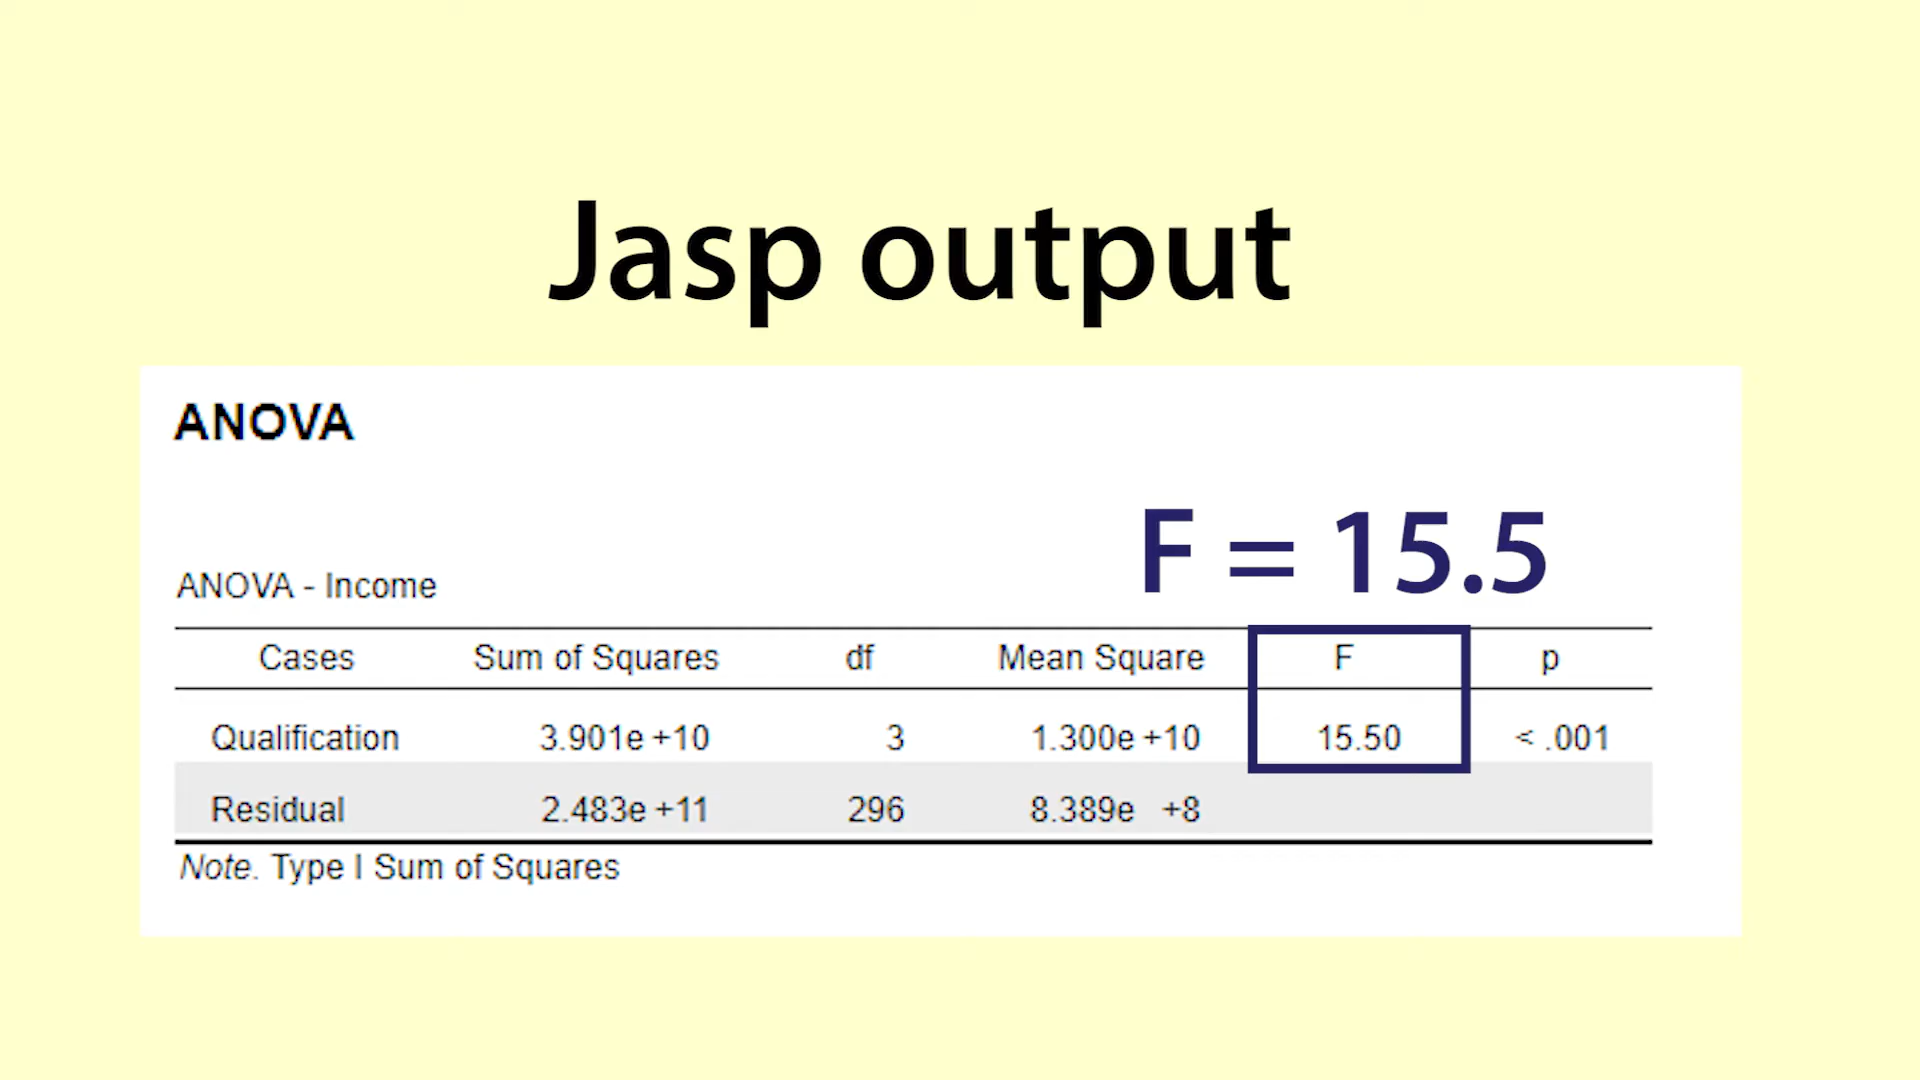 Jasp output
ANOVA
F = 15.5
ANOVA - Income
Cases Sum of Squares df Mean Square F p
Qualification 3.901e +10 3 1.300e +10 15.50 < .001
Residual 2.483e +11 296 8.389e +8
Note. Type I Sum of Squares